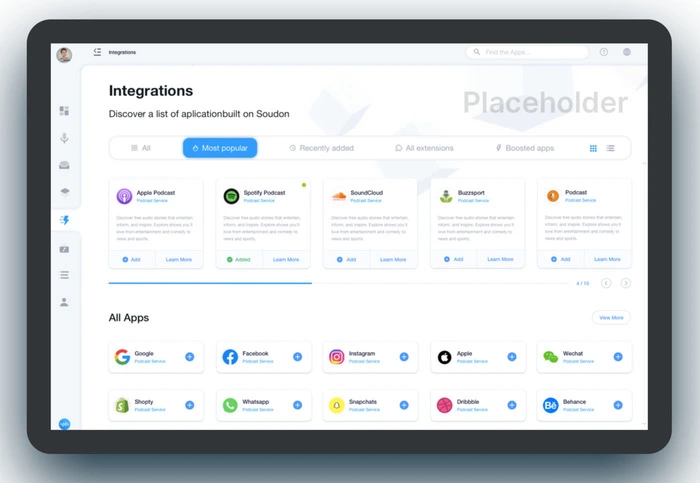 Integrations
Find the Apps...
Integrations
Placeholder
Discover a list of aplicationbuilt on Soudon
All
Most popular
Recently added
All extensions
Boosted apps
Apple Podcast
Podcast Service
Discover free audio stories that entertain,
inform, and inspire. Explore shows you'll
love from entertainment and comedy to
news and sports.
Add
Learn More
Spotify Podcast
Podcast Service
Discover free audio stories that entertain,
inform, and inspire. Explore shows you'll
love from entertainment and comedy to
news and sports.
Added
Learn More
SoundCloud
Podcast Service
Discover free audio stories that entertain,
inform, and inspire. Explore shows you'll
love from entertainment and comedy to
news and sports.
Add
Learn More
Buzzsport
Podcast Service
Discover free audio stories that entertain,
inform, and inspire. Explore shows you'll
love from entertainment and comedy to
news and sports.
Add
Learn More
Podcast
Podcast Service
Discover free audio stories that entertain,
inform, and inspire. Explore shows you'll
love from entertainment and comedy to
news and sports.
Add
Learn More
All Apps
View More
Google
Podcast Service
Facebook
Podcast Service
Instagram
Podcast Service
Apple
Podcast Service
Wechat
Podcast Service
Shopty
Podcast Service
Whatsapp
Podcast Service
Snapchats
Podcast Service
Dribbble
Podcast Service
Bē
Behance
Podcast Service